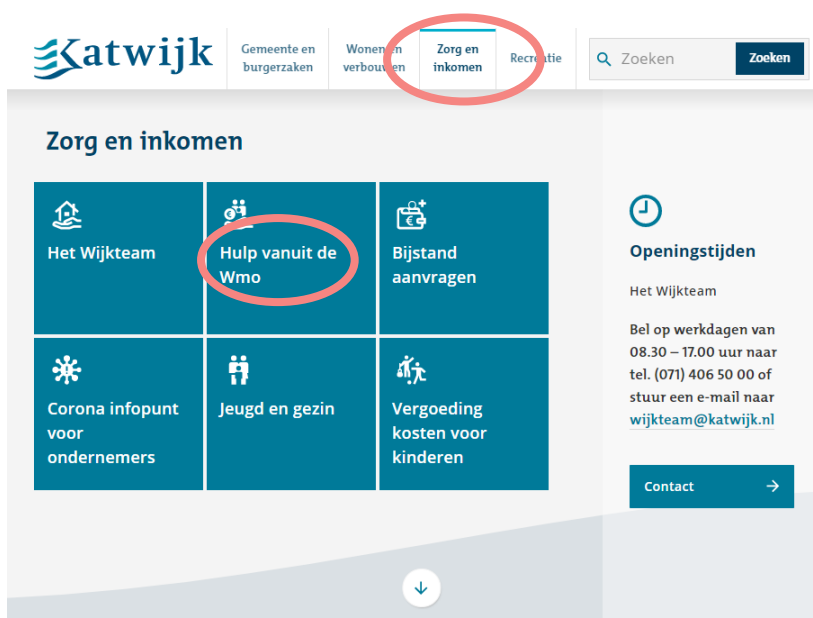 Katwijk
Gemeente en
burgerzaken
Wonen en
verbouwen
Zorg en
inkomen
Recreatie
Zoeken
Zoeken
Zorg en inkomen
Het Wijkteam
Hulp vanuit de
Wmo
Bijstand
aanvragen
Corona infopunt
voor
ondernemers
Jeugd en gezin
Vergoeding
kosten voor
kinderen
Openingstijden
Het Wijkteam
Bel op werkdagen van
08.30 – 17.00 uur naar
tel. (071) 406 50 00 of
stuur een e-mail naar
wijkteam@katwijk.nl
Contact